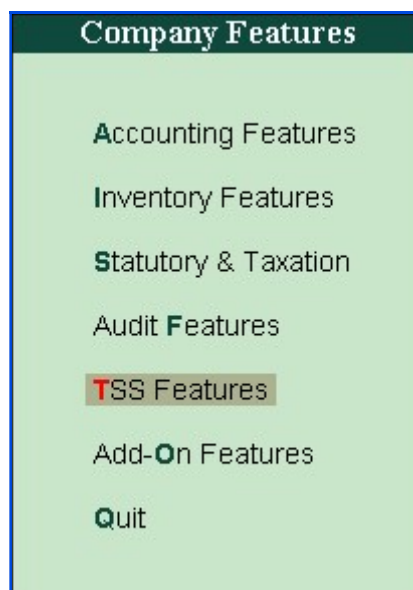 Company Features
Accounting Features
Inventory Features
Statutory & Taxation
Audit Features
TSS Features
Add-On Features
Quit